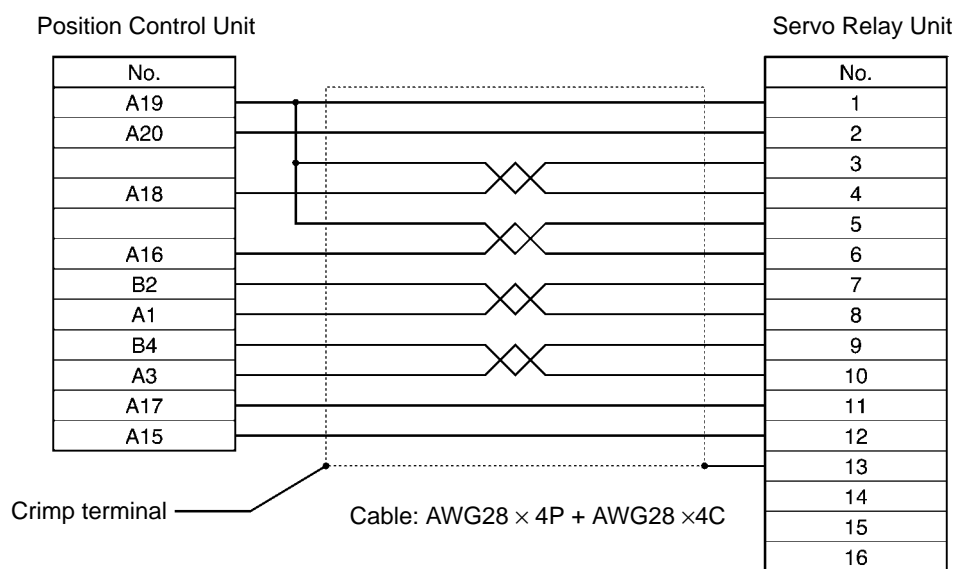 Position Control Unit
Servo Relay Unit
No.
No.
A19
1
A20
2
3
A18
4
5
A16
6
B2
7
A1
8
B4
9
A3
10
A17
11
A15
12
13
14
15
16
Crimp terminal
Cable: AWG28 × 4P + AWG28 ×4C